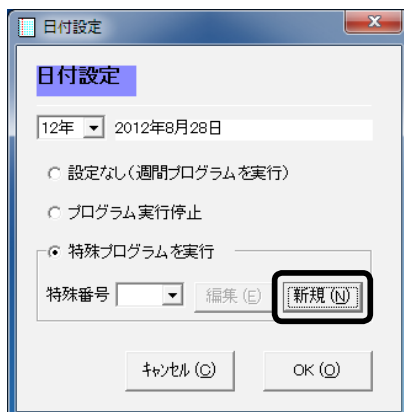 日付設定
日付設定
12年 2012年8月28日
設定なし（週間プログラムを実行）
プログラム実行停止
特殊プログラムを実行
特殊番号 編集(E) 新規(N)
ｷｬﾝｾﾙ(C) OK(O)